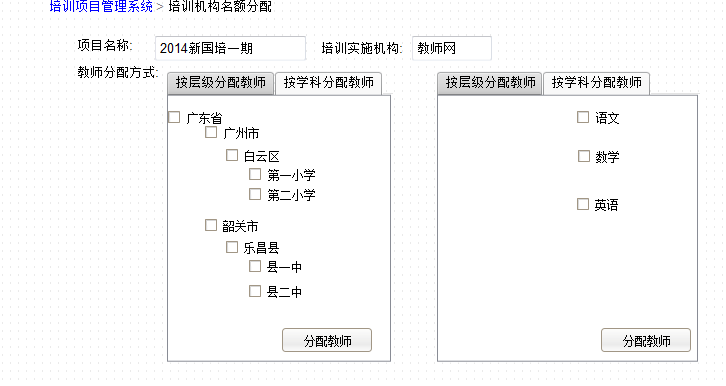 培训项目管理系统 > 培训机构名额分配
项目名称: 2014新国培一期 培训实施机构: 教师网
教师分配方式:
按层级分配教师 按学科分配教师
广东省
广州市
白云区
第一小学
第二小学
韶关市
乐昌县
县一中
县二中
分配教师
按层级分配教师 按学科分配教师
语文
数学
英语
分配教师